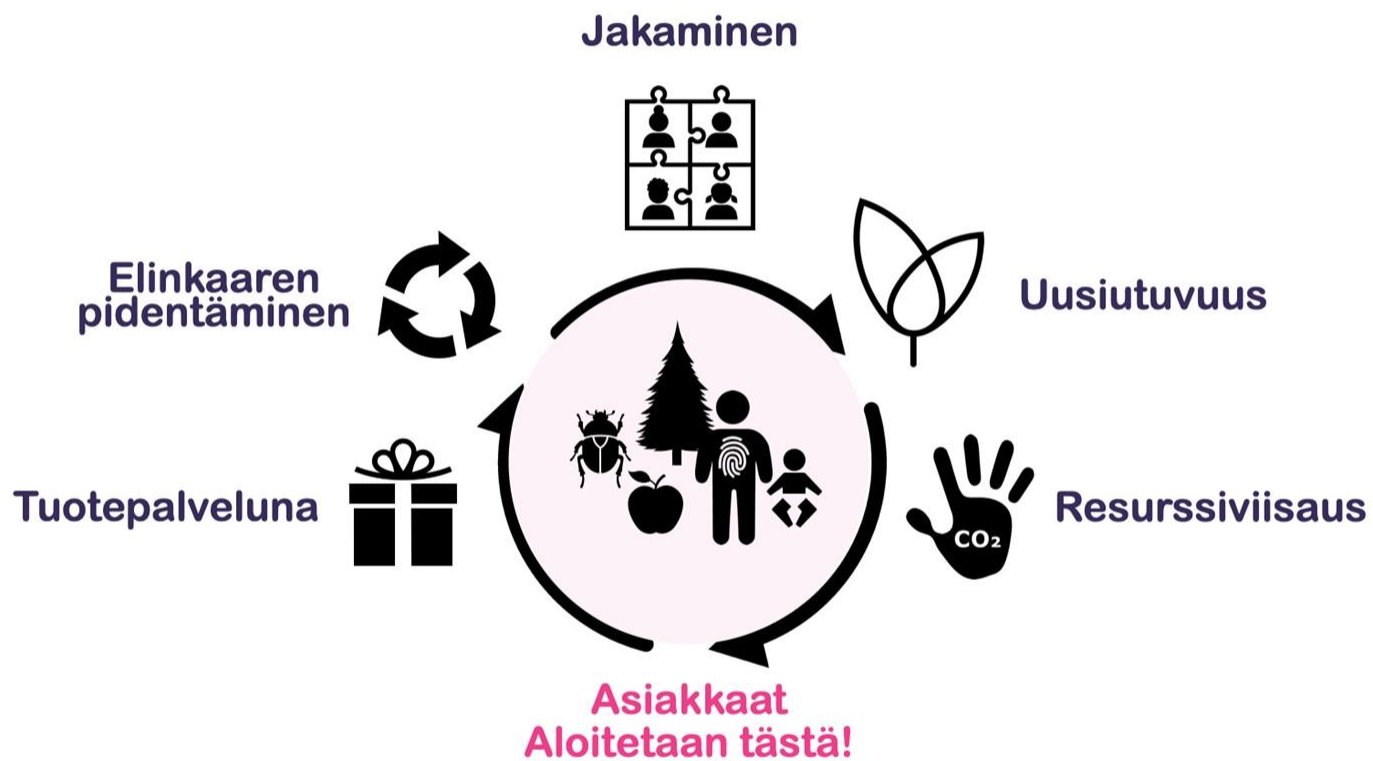 Jakaminen
Elinkaaren
pidentäminen
Uusiutuvuus
Tuotepalveluna
Resurssiviisaus
CO₂
Asiakkaat
Aloitetaan tästä!